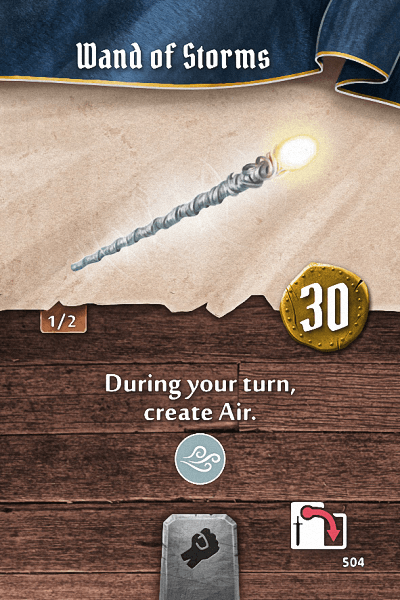 Wand of Storms
1/2
30
During your turn,
create Air.
504